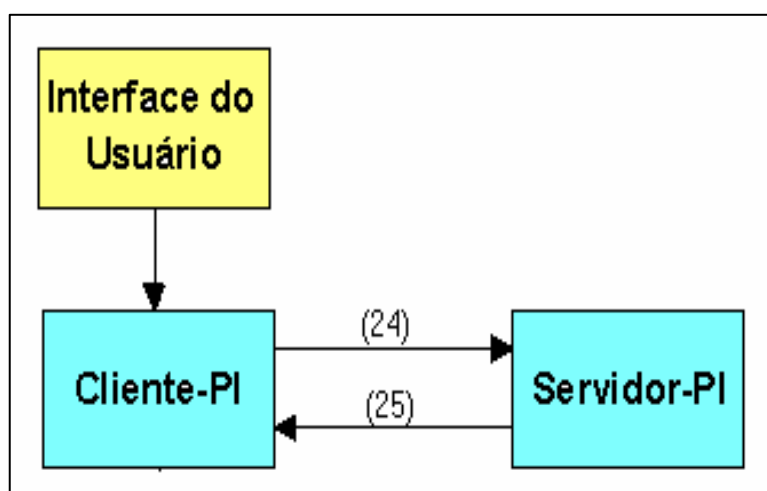 Interface do
Usuário
(24)
Cliente-PI
Servidor-PI
(25)